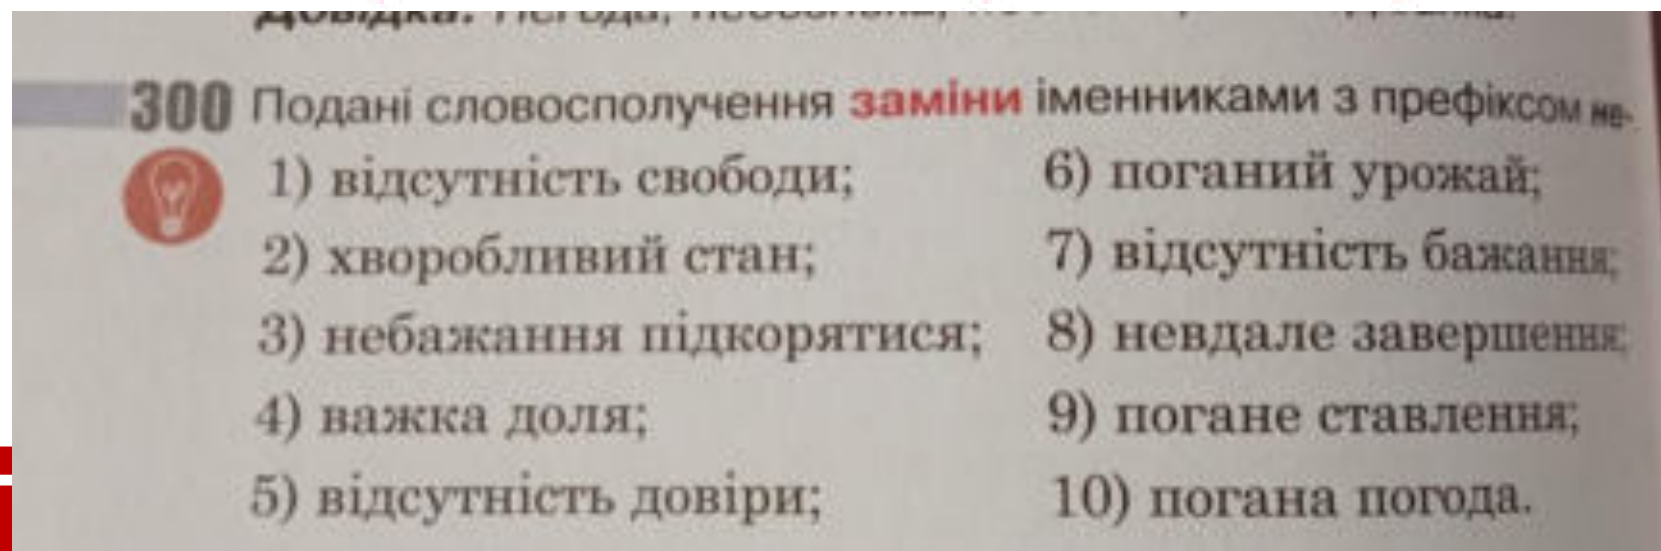 Довідка:
300 Подані словосполучення заміни іменниками з префіксом не-.
1) відсутність свободи;
2) хворобливий стан;
3) небажання підкорятися;
4) важка доля;
5) відсутність довіри;
6) поганий урожай;
7) відсутність бажання;
8) невдале завершення;
9) погане ставлення;
10) погана погода.